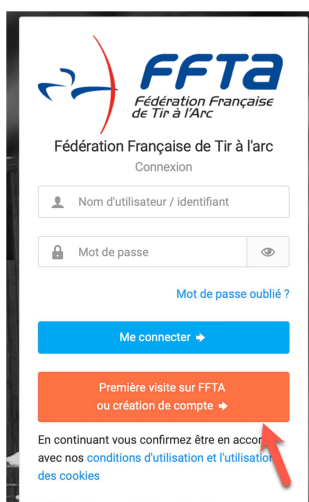 FFTa
Fédération Française
de Tir à l'Arc
Fédération Française de Tir à l'arc
Connexion
Nom d'utilisateur / identifiant
Mot de passe
Mot de passe oublié ?
Me connecter
Première visite sur FFTA
ou création de compte
En continuant vous confirmez être en accord
avec nos conditions d'utilisation et l'utilisation
des cookies